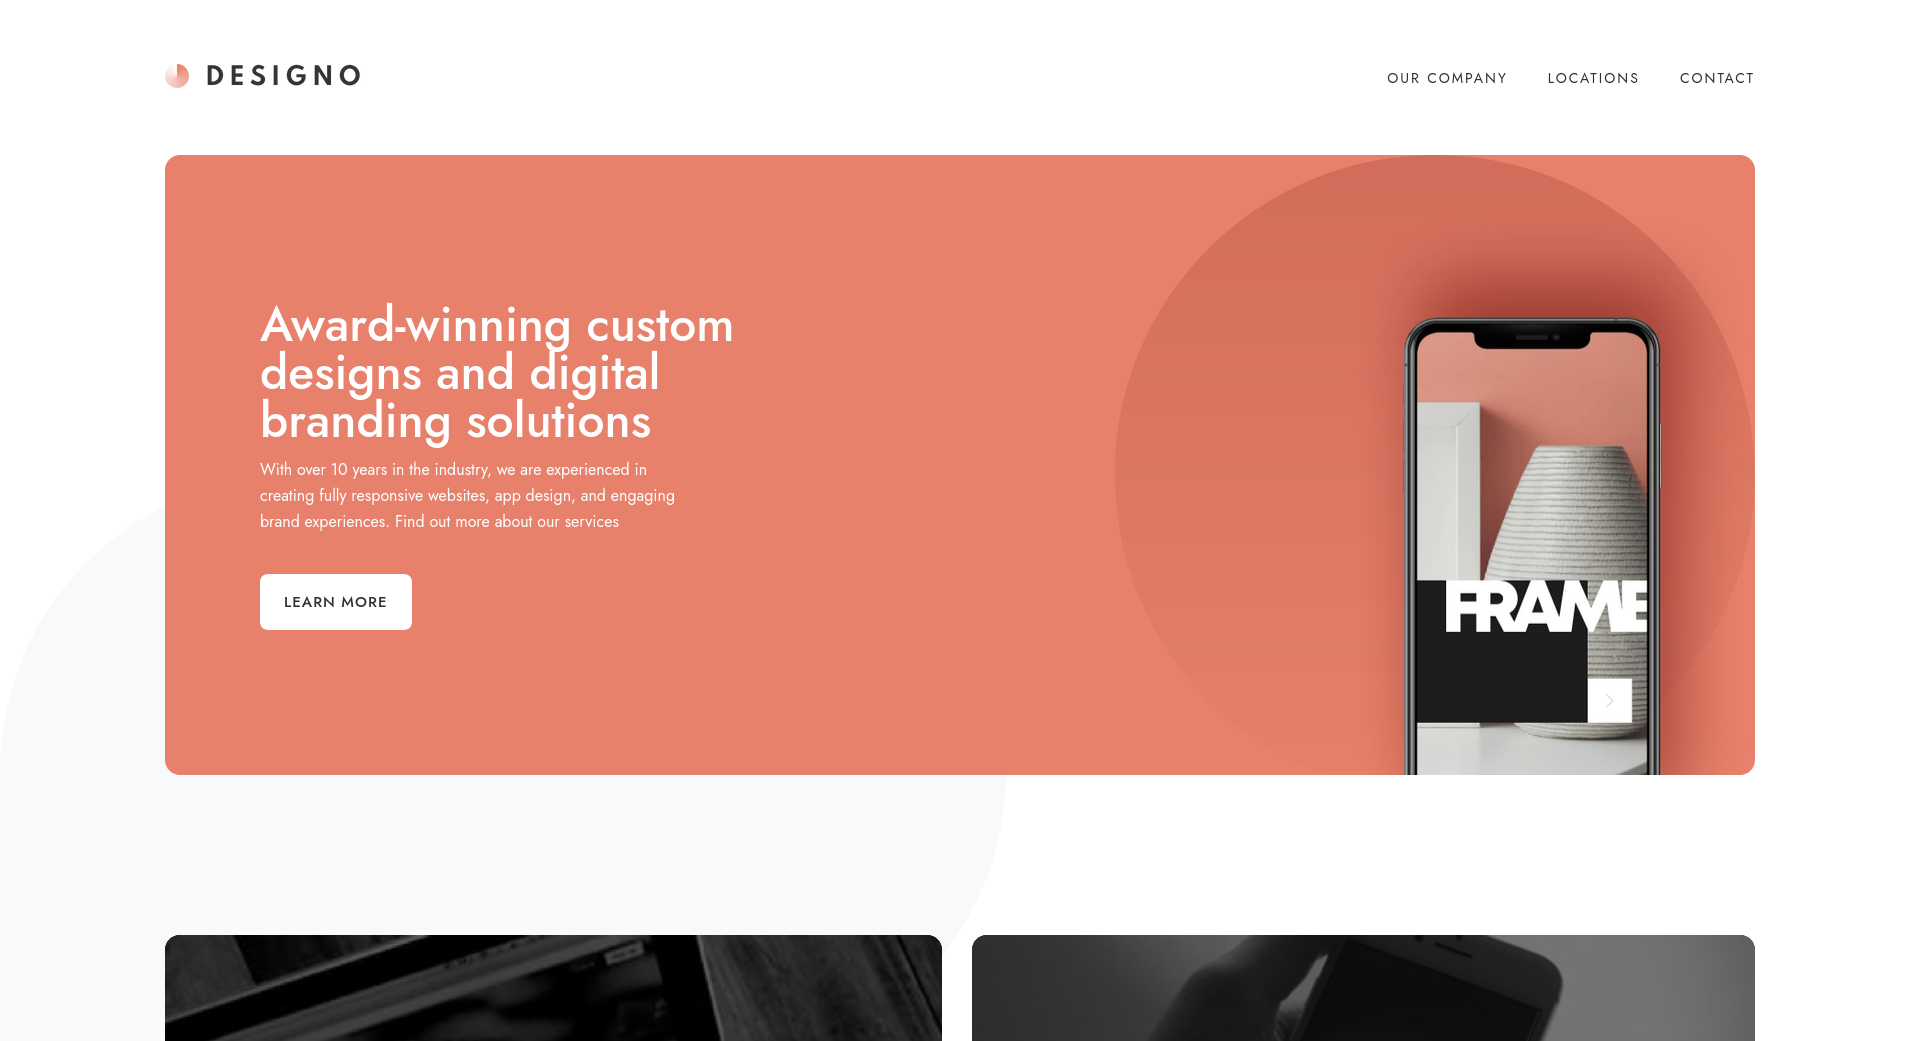 DESIGNO
OUR COMPANY
LOCATIONS
CONTACT
Award-winning custom
designs and digital
branding solutions
With over 10 years in the industry, we are experienced in
creating fully responsive websites, app design, and engaging
brand experiences. Find out more about our services
LEARN MORE
FRAME